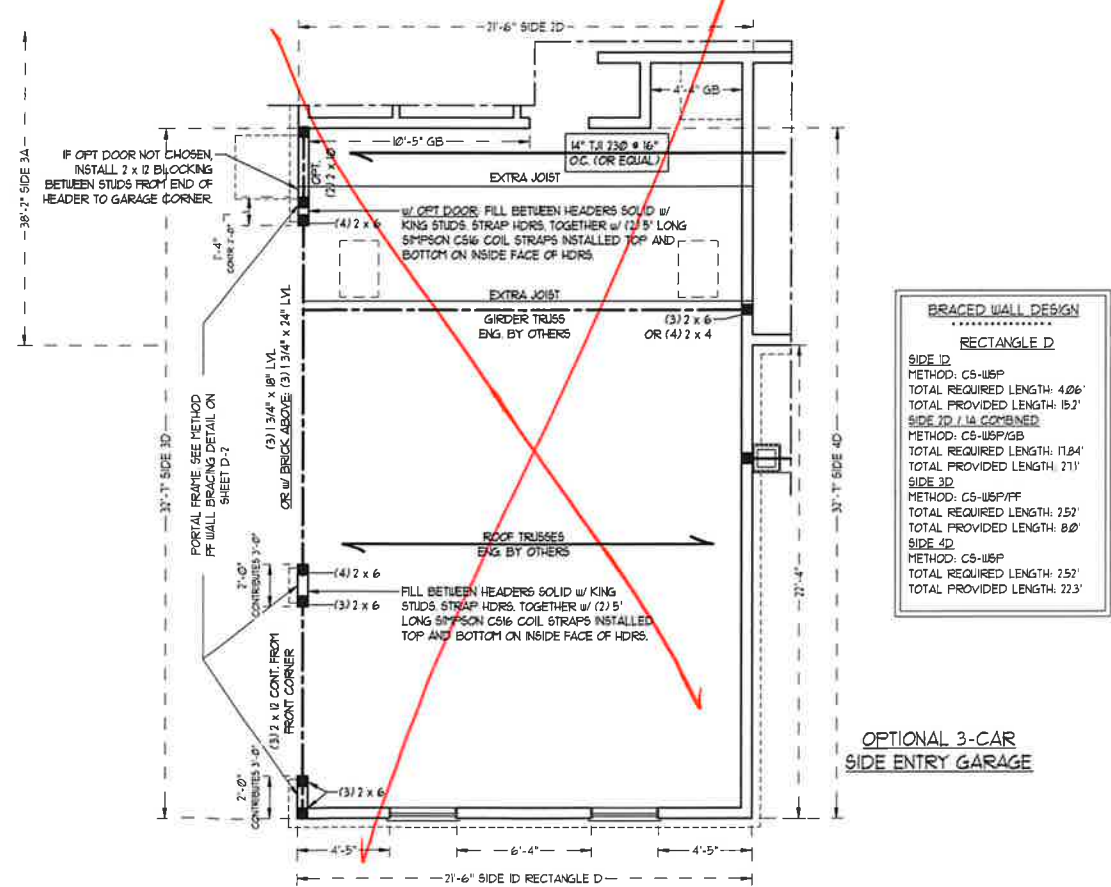 21'-6" SIDE 2D
4'-4" GB
10'-5" GB
14" TJI 230 @ 16"
O.C. (OR EQUAL)
38'-2" SIDE 3A
IF OPT DOOR NOT CHOSEN,
INSTALL 2 x 12 BLOCKING
BETWEEN STUDS FROM END OF
HEADER TO GARAGE CORNER.
OPT.
(2) 2 x 10
EXTRA JOIST
(4) 2 x 6
W/ OPT DOOR: FILL BETWEEN HEADERS SOLID W/
KING STUDS. STRAP HDRS. TOGETHER W/ (2) 5' LONG
SIMPSON CS16 COIL STRAPS INSTALLED TOP AND
BOTTOM ON INSIDE FACE OF HDRS.
1'-4"
EXTRA JOIST
GIRDER TRUSS
ENG. BY OTHERS
(3) 2 x 6
OR (4) 2 x 4
(3) 1 3/4" x 18" LVL
OR W/ BRICK ABOVE: (3) 1 3/4" x 24" LVL
32'-7" SIDE 3D
PORTAL FRAME. SEE METHOD
PF WALL BRACING DETAIL ON
SHEET D-2
32'-7" SIDE 4D
22'-4"
ROOF TRUSSES
ENG. BY OTHERS
2'-0"
CONTRIBUTES 3'-0"
(4) 2 x 6
(3) 2 x 6
FILL BETWEEN HEADERS SOLID W/ KING
STUDS. STRAP HDRS. TOGETHER W/ (2) 5'
LONG SIMPSON CS16 COIL STRAPS INSTALLED
TOP AND BOTTOM ON INSIDE FACE OF HDRS.
(3) 2 x 12 CONT. FROM
FRONT CORNER
2'-0"
CONTRIBUTES 3'-0"
(3) 2 x 6
4'-5"
6'-4"
4'-5"
21'-6" SIDE 1D RECTANGLE D
BRACED WALL DESIGN
RECTANGLE D
SIDE 1D
METHOD: CS-WSP
TOTAL REQUIRED LENGTH: 4.06'
TOTAL PROVIDED LENGTH: 15.2'
SIDE 2D / 1A COMBINED
METHOD: CS-WSP/GB
TOTAL REQUIRED LENGTH: 17.84'
TOTAL PROVIDED LENGTH: 27.1'
SIDE 3D
METHOD: CS-WSP/PF
TOTAL REQUIRED LENGTH: 2.52'
TOTAL PROVIDED LENGTH: 8.0'
SIDE 4D
METHOD: CS-WSP
TOTAL REQUIRED LENGTH: 2.52'
TOTAL PROVIDED LENGTH: 22.3'
OPTIONAL 3-CAR
SIDE ENTRY GARAGE